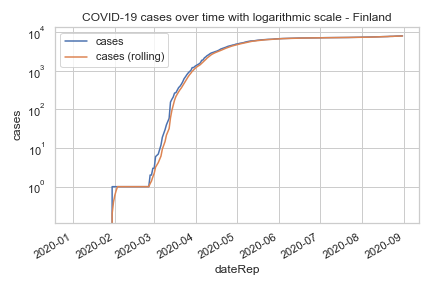 COVID-19 cases over time with logarithmic scale - Finland
cases
cases (rolling)
10^4
10^3
10^2
10^1
10^0
cases
2020-01
2020-02
2020-03
2020-04
2020-05
2020-06
2020-07
2020-08
2020-09
dateRep